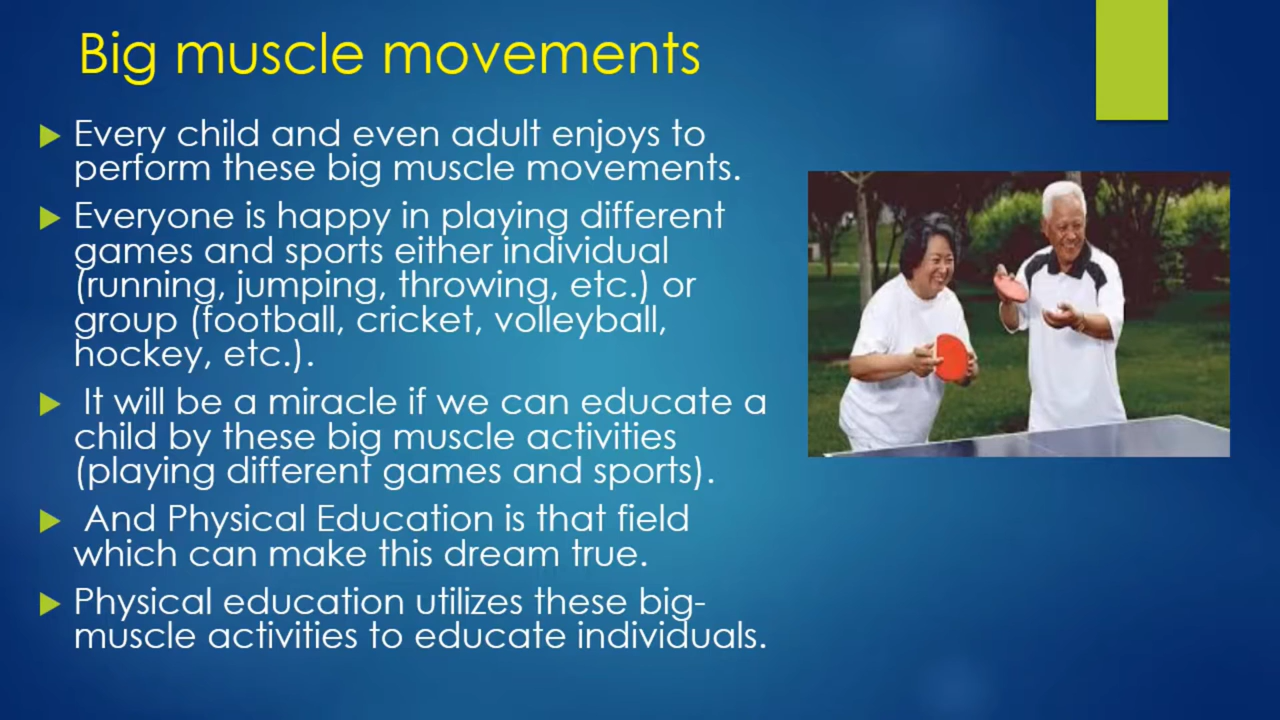 Big muscle movements
Every child and even adult enjoys to
perform these big muscle movements.
Everyone is happy in playing different
games and sports either individual
(running, jumping, throwing, etc.) or
group (football, cricket, volleyball,
hockey, etc.).
It will be a miracle if we can educate a
child by these big muscle activities
(playing different games and sports).
And Physical Education is that field
which can make this dream true.
Physical education utilizes these big-
muscle activities to educate individuals.